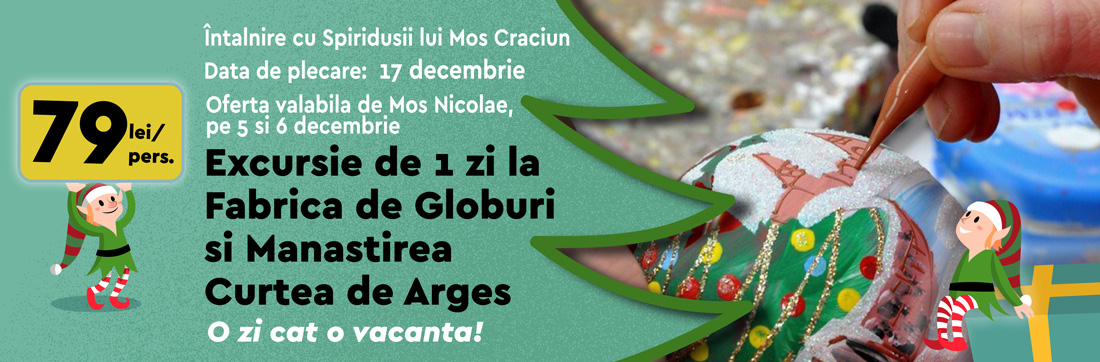 Întalnire cu Spiridusii lui Mos Craciun
Data de plecare: 17 decembrie
Oferta valabila de Mos Nicolae,
pe 5 si 6 decembrie
79 lei/
pers.
Excursie de 1 zi la
Fabrica de Globuri
si Manastirea
Curtea de Arges
O zi cat o vacanta!